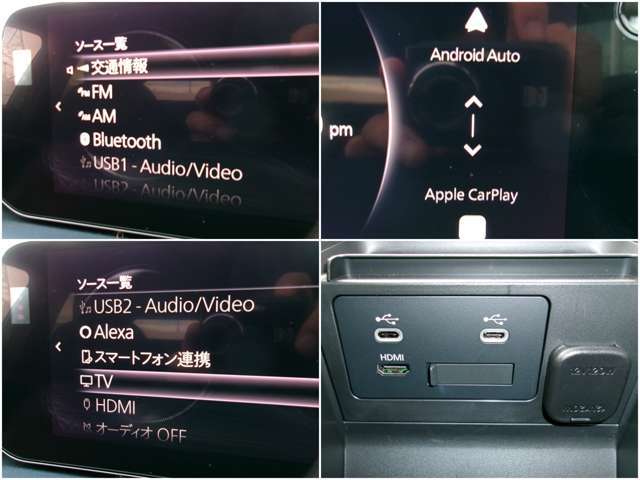 ソース一覧
交通情報
FM
AM
Bluetooth
USB1 - Audio/Video
USB2 - Audio/Video
Android Auto
pm
Apple CarPlay
ソース一覧
USB2 - Audio/Video
Alexa
スマートフォン連携
TV
HDMI
オーディオ OFF
HDMI
12V120W